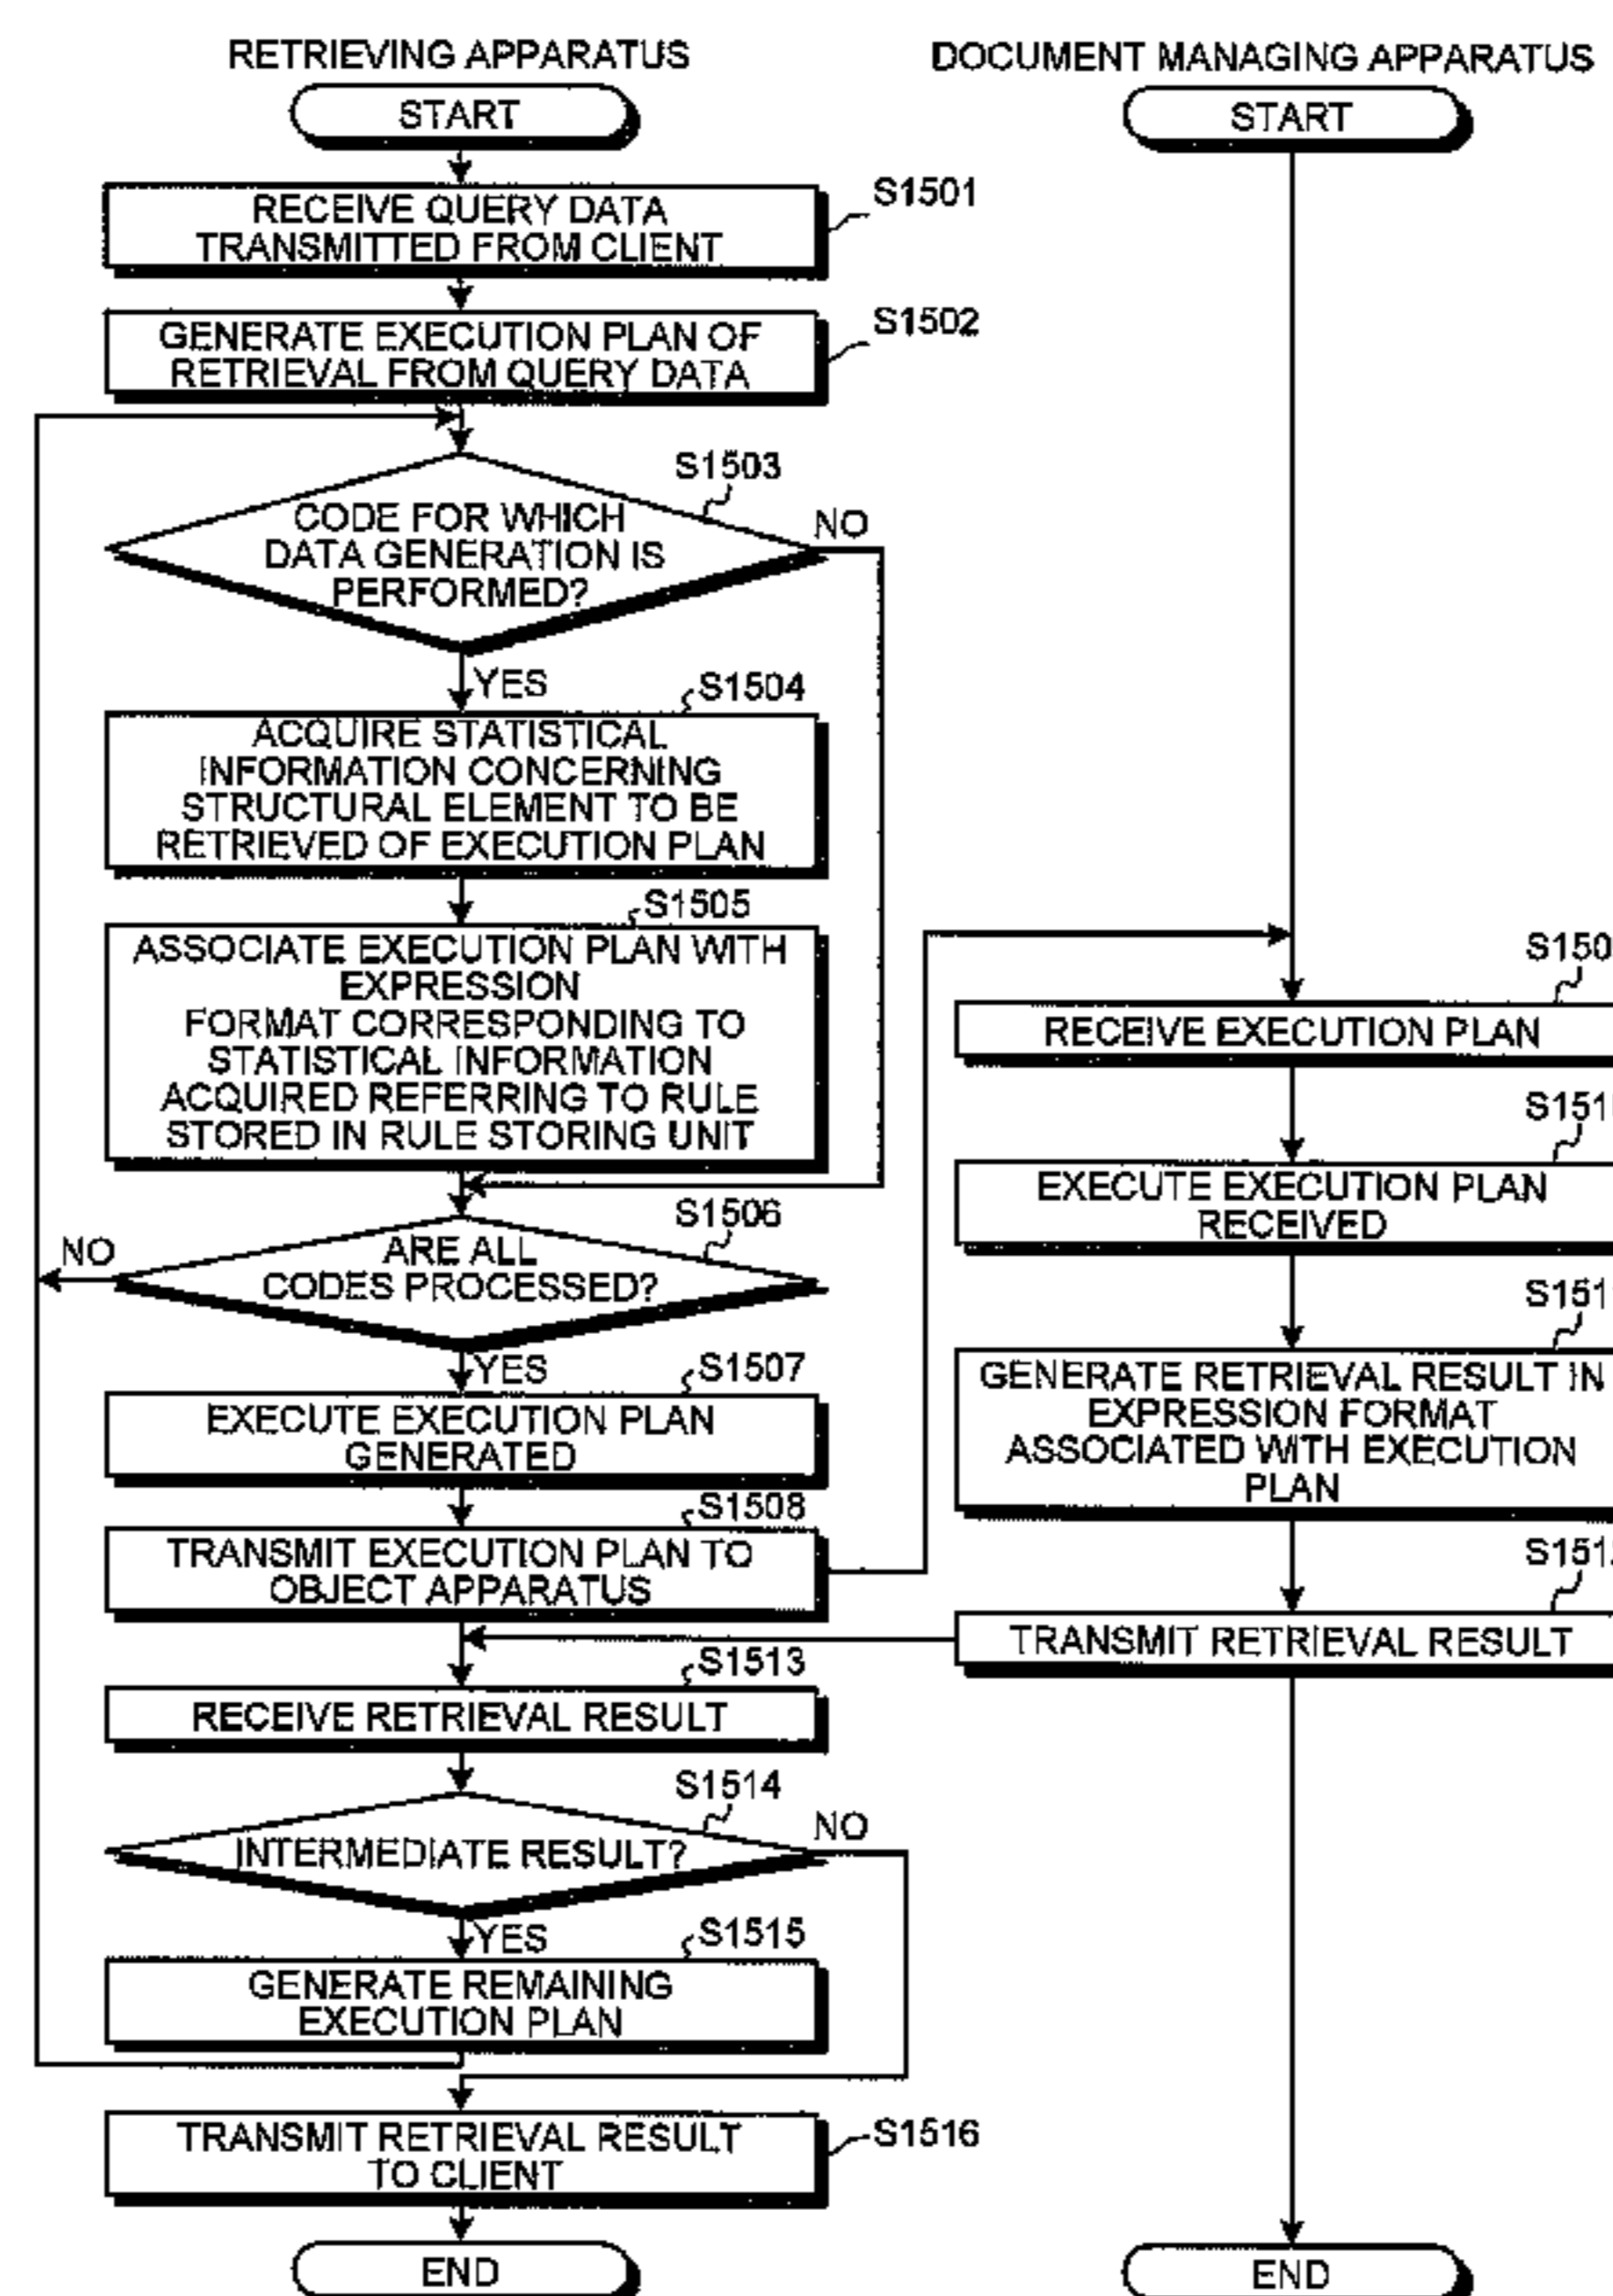 RETRIEVING APPARATUS
START
RECEIVE QUERY DATA
TRANSMITTED FROM CLIENT
S1501
GENERATE EXECUTION PLAN OF
RETRIEVAL FROM QUERY DATA
S1502
S1503
CODE FOR WHICH
DATA GENERATION IS
PERFORMED?
NO
YES
S1504
ACQUIRE STATISTICAL
INFORMATION CONCERNING
STRUCTURAL ELEMENT TO BE
RETRIEVED OF EXECUTION PLAN
S1505
ASSOCIATE EXECUTION PLAN WITH
EXPRESSION
FORMAT CORRESPONDING TO
STATISTICAL INFORMATION
ACQUIRED REFERRING TO RULE
STORED IN RULE STORING UNIT
S1506
NO
ARE ALL
CODES PROCESSED?
YES
S1507
EXECUTE EXECUTION PLAN
GENERATED
S1508
TRANSMIT EXECUTION PLAN TO
OBJECT APPARATUS
S1513
RECEIVE RETRIEVAL RESULT
S1514
INTERMEDIATE RESULT?
NO
YES
S1515
GENERATE REMAINING
EXECUTION PLAN
TRANSMIT RETRIEVAL RESULT
TO CLIENT
S1516
END
DOCUMENT MANAGING APPARATUS
START
RECEIVE EXECUTION PLAN
EXECUTE EXECUTION PLAN
RECEIVED
GENERATE RETRIEVAL RESULT IN
EXPRESSION FORMAT
ASSOCIATED WITH EXECUTION
PLAN
TRANSMIT RETRIEVAL RESULT
END